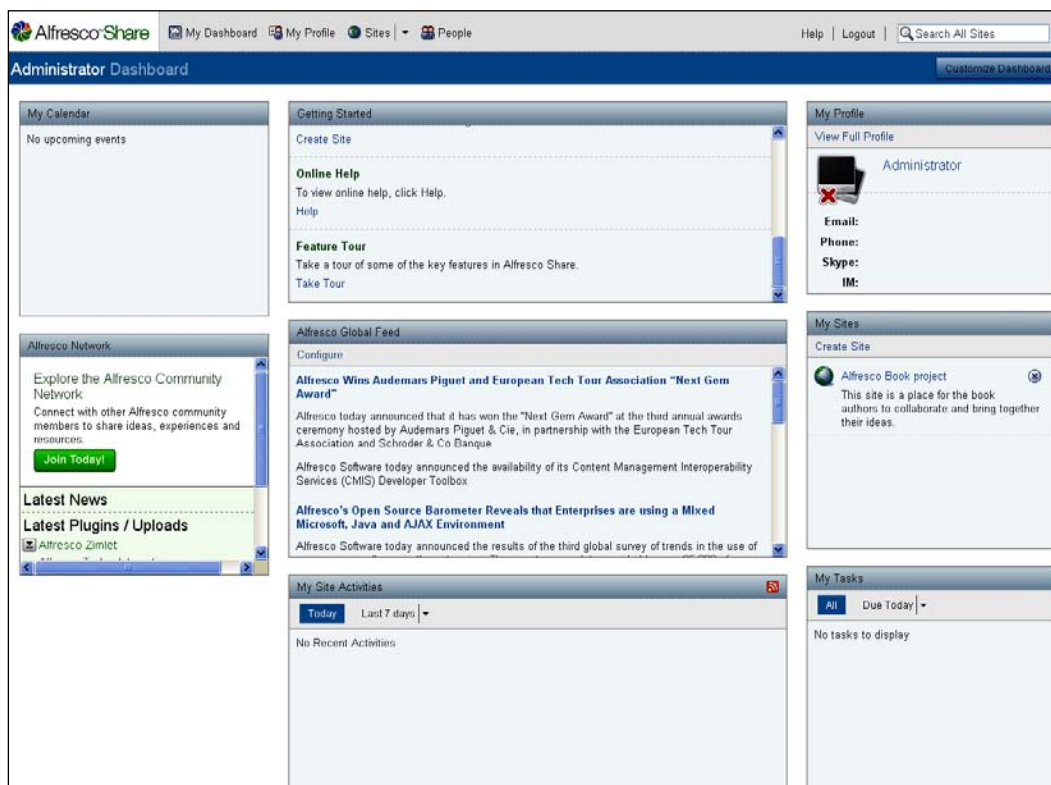 Alfresco Share My Dashboard My Profile Sites People Help Logout Search All Sites
Administrator Dashboard Customize Dashboard
My Calendar
No upcoming events
Alfresco Network
Explore the Alfresco Community
Network
Connect with other Alfresco community
members to share ideas, experiences and
resources.
Join Today!
Latest News
Latest Plugins / Uploads
Alfresco Zimlet
Getting Started
Create Site
Online Help
To view online help, click Help.
Help
Feature Tour
Take a tour of some of the key features in Alfresco Share.
Take Tour
Alfresco Global Feed
Configure
Alfresco Wins Audemars Piguet and European Tech Tour Association "Next Gem
Award"
Alfresco today announced that it has won the "Next Gem Award" at the third annual awards
ceremony hosted by Audemars Piguet & Cie, in partnership with the European Tech Tour
Association and Schroder & Co Banque
Alfresco Software today announced the availability of its Content Management Interoperability
Services (CMIS) Developer Toolbox
Alfresco's Open Source Barometer Reveals that Enterprises are using a Mixed
Microsoft, Java and AJAX Environment
Alfresco Software today announced the results of the third global survey of trends in the use of
My Site Activities
Today Last 7 days
No Recent Activities
My Profile
View Full Profile
Administrator
Email:
Phone:
Skype:
IM:
My Sites
Create Site
Alfresco Book project
This site is a place for the book
authors to collaborate and bring together
their ideas.
My Tasks
All Due Today
No tasks to display